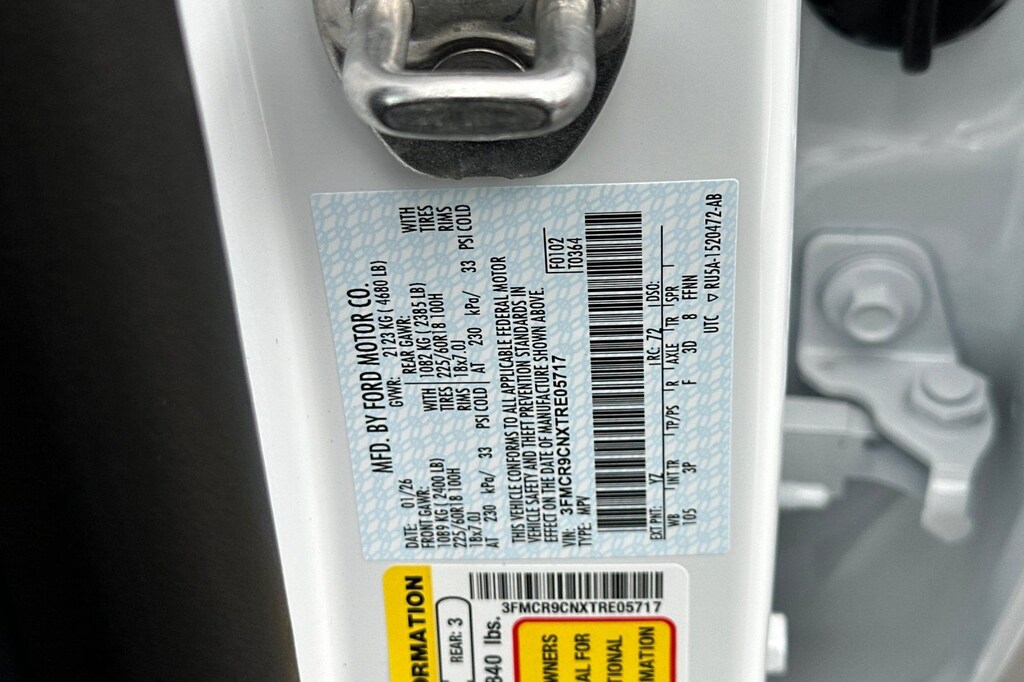 MFD. BY FORD MOTOR CO.
DATE: 01/26 GVWR: 2123 KG ( 4680 LB)
FRONT GAWR: REAR GAWR:
1089 KG ( 2400 LB) WITH 1082 KG ( 2385 LB) WITH
225/60R18 100H TIRES 225/60R18 100H TIRES
18x7.0J RIMS 18x7.0J RIMS
AT 230 kPa/ 33 PSI COLD AT 230 kPa/ 33 PSI COLD
THIS VEHICLE CONFORMS TO ALL APPLICABLE FEDERAL MOTOR
VEHICLE SAFETY AND THEFT PREVENTION STANDARDS IN
EFFECT ON THE DATE OF MANUFACTURE SHOWN ABOVE.
VIN: 3FMCR9CNXTRE05717 F0102
TYPE: MPV T0364
EXT PNT: YZ RC: 72 DSO:
WB INT TR TP/PS R AXLE TR SPR
105 3P F 3D 8 FFNN
UTC ▽ RU5A-1520472-AB
3FMCR9CNXTRE05717
ORMATION
REAR: 3
840 lbs.
OWNERS
AL FOR
TIONAL
MATION